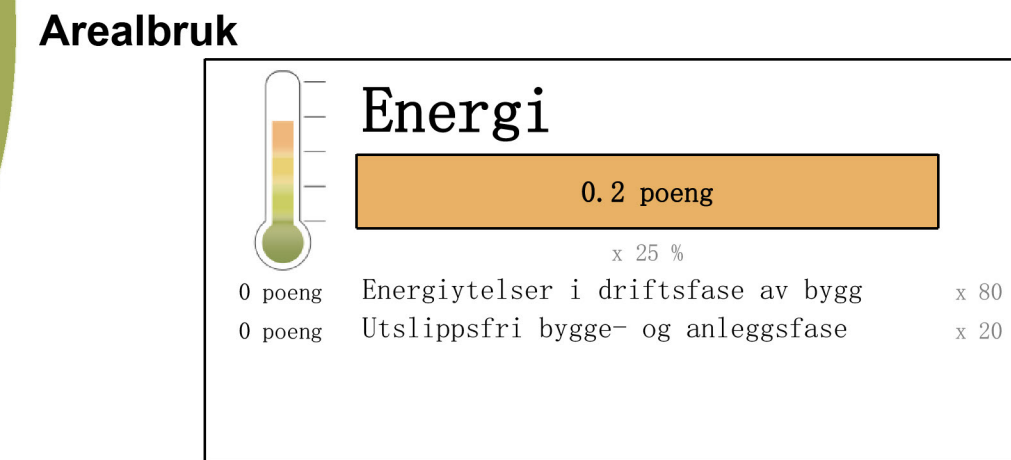 Arealbruk
Energi
0.2 poeng
x 25 %
0 poeng Energiytelser i driftsfase av bygg x 80
0 poeng Utslippsfri bygge- og anleggsfase x 20